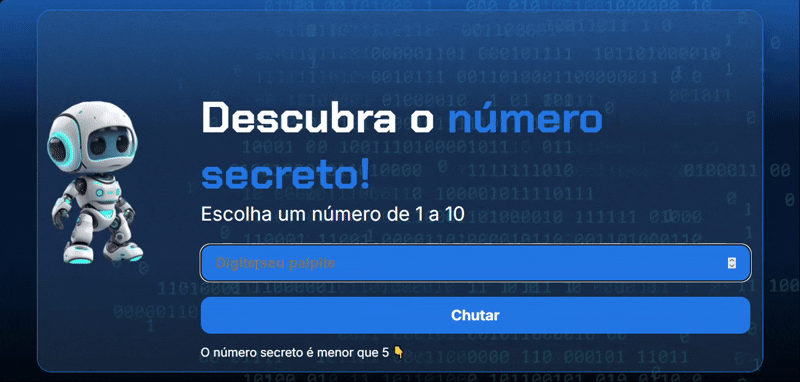 Descubra o número
secreto!
Escolha um número de 1 a 10
Digite seu palpite
Chutar
O número secreto é menor que 5 👇